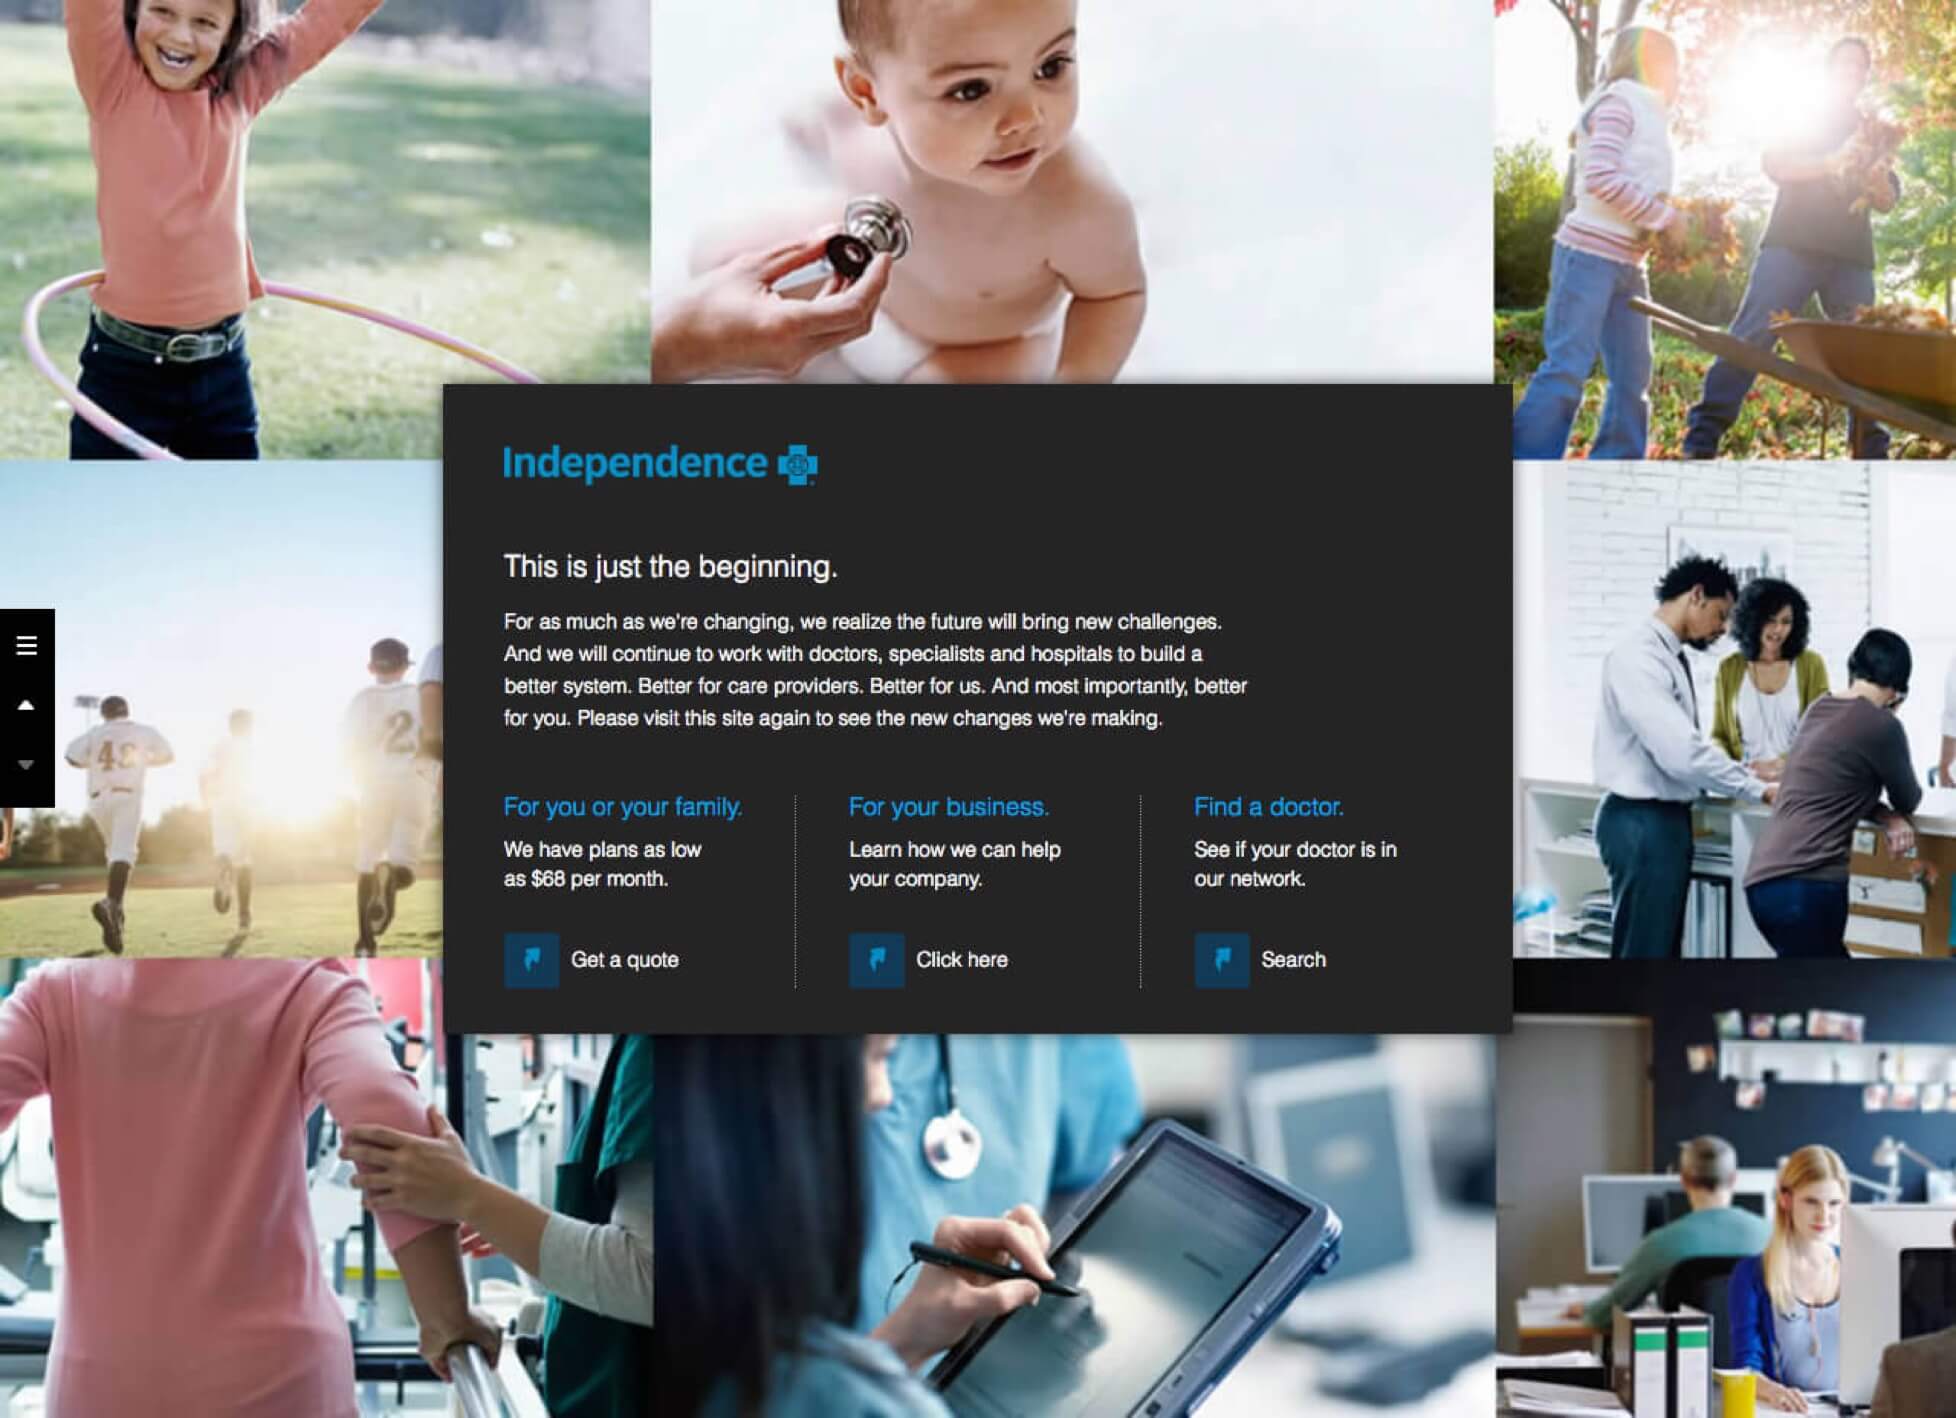 Independence
This is just the beginning.
For as much as we're changing, we realize the future will bring new challenges.
And we will continue to work with doctors, specialists and hospitals to build a
better system. Better for care providers. Better for us. And most importantly, better
for you. Please visit this site again to see the new changes we're making.
For you or your family.
We have plans as low
as $68 per month.
Get a quote
For your business.
Learn how we can help
your company.
Click here
Find a doctor.
See if your doctor is in
our network.
Search
43
2